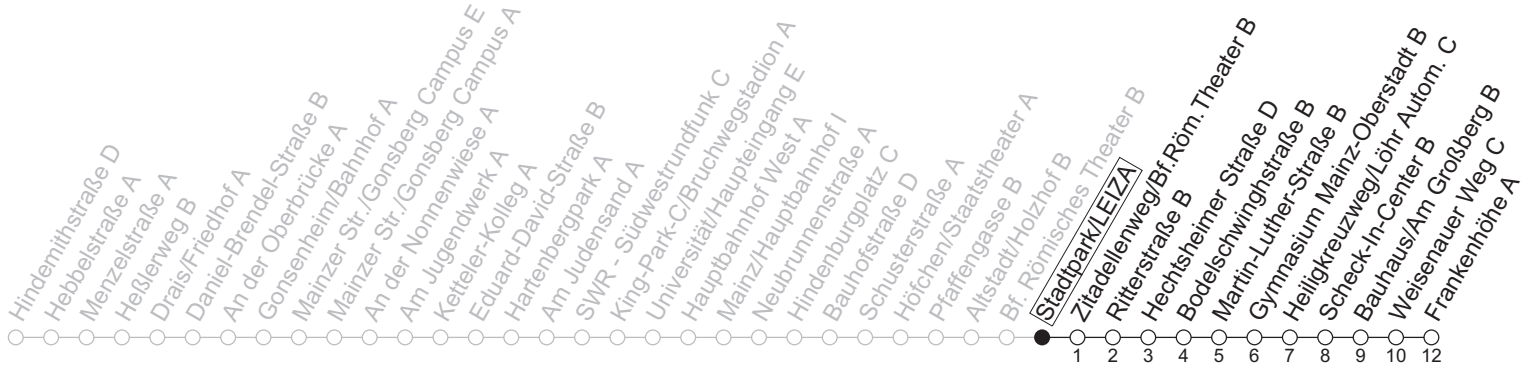 Hindemithstraße D
Hebbelstraße A
Menzelstraße A
Heßlerweg B
Drais/Friedhof A
Daniel-Brendel-Straße B
An der Oberbrücke A
Gonsenheim/Bahnhof A
Mainzer Str./Gonsberg Campus E
Mainzer Str./Gonsberg Campus A
An der Nonnenwiese A
Am Jugendwerk A
Ketteler-Kolleg A
Eduard-David-Straße B
Hartenbergpark A
Am Judensand A
SWR - Südwestrundfunk C
King-Park-C/Bruchwegstadion A
Universität/Haupteingang E
Hauptbahnhof West A
Mainz/Hauptbahnhof I
Neubrunnenstraße A
Hindenburgplatz C
Bauhofstraße D
Schusterstraße A
Höfchen/Staatstheater A
Pfaffengasse B
Altstadt/Holzhof B
Bf. Römisches Theater B
Stadtpark/LEIZA
Zitadellenweg/Bf.Röm. Theater B
Ritterstraße B
Hechtsheimer Straße D
Bodelschwinghstraße B
Martin-Luther-Straße B
Gymnasium Mainz-Oberstadt B
Heiligkreuzweg/Löhr Autom. C
Scheck-In-Center B
Bauhaus/Am Großberg B
Weisenauer Weg C
Frankenhöhe A
1 2 3 4 5 6 7 8 9 10 12